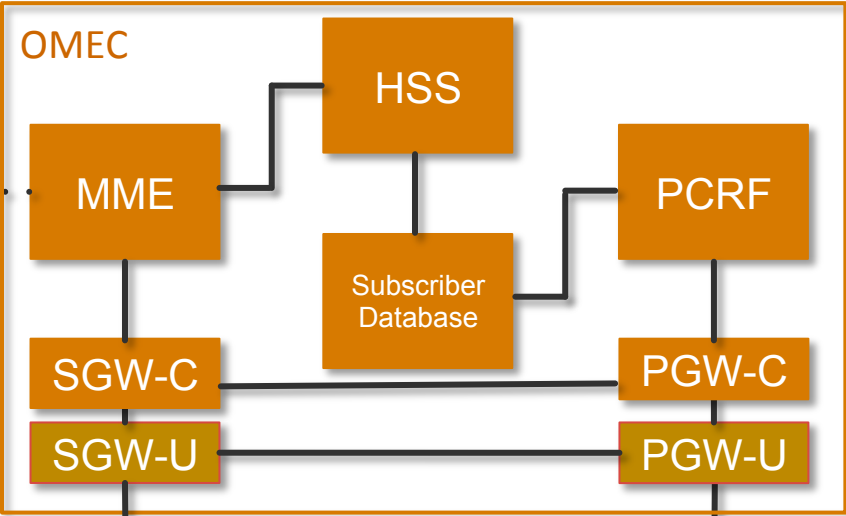 OMEC
HSS
MME
PCRF
Subscriber
Database
SGW-C
PGW-C
SGW-U
PGW-U